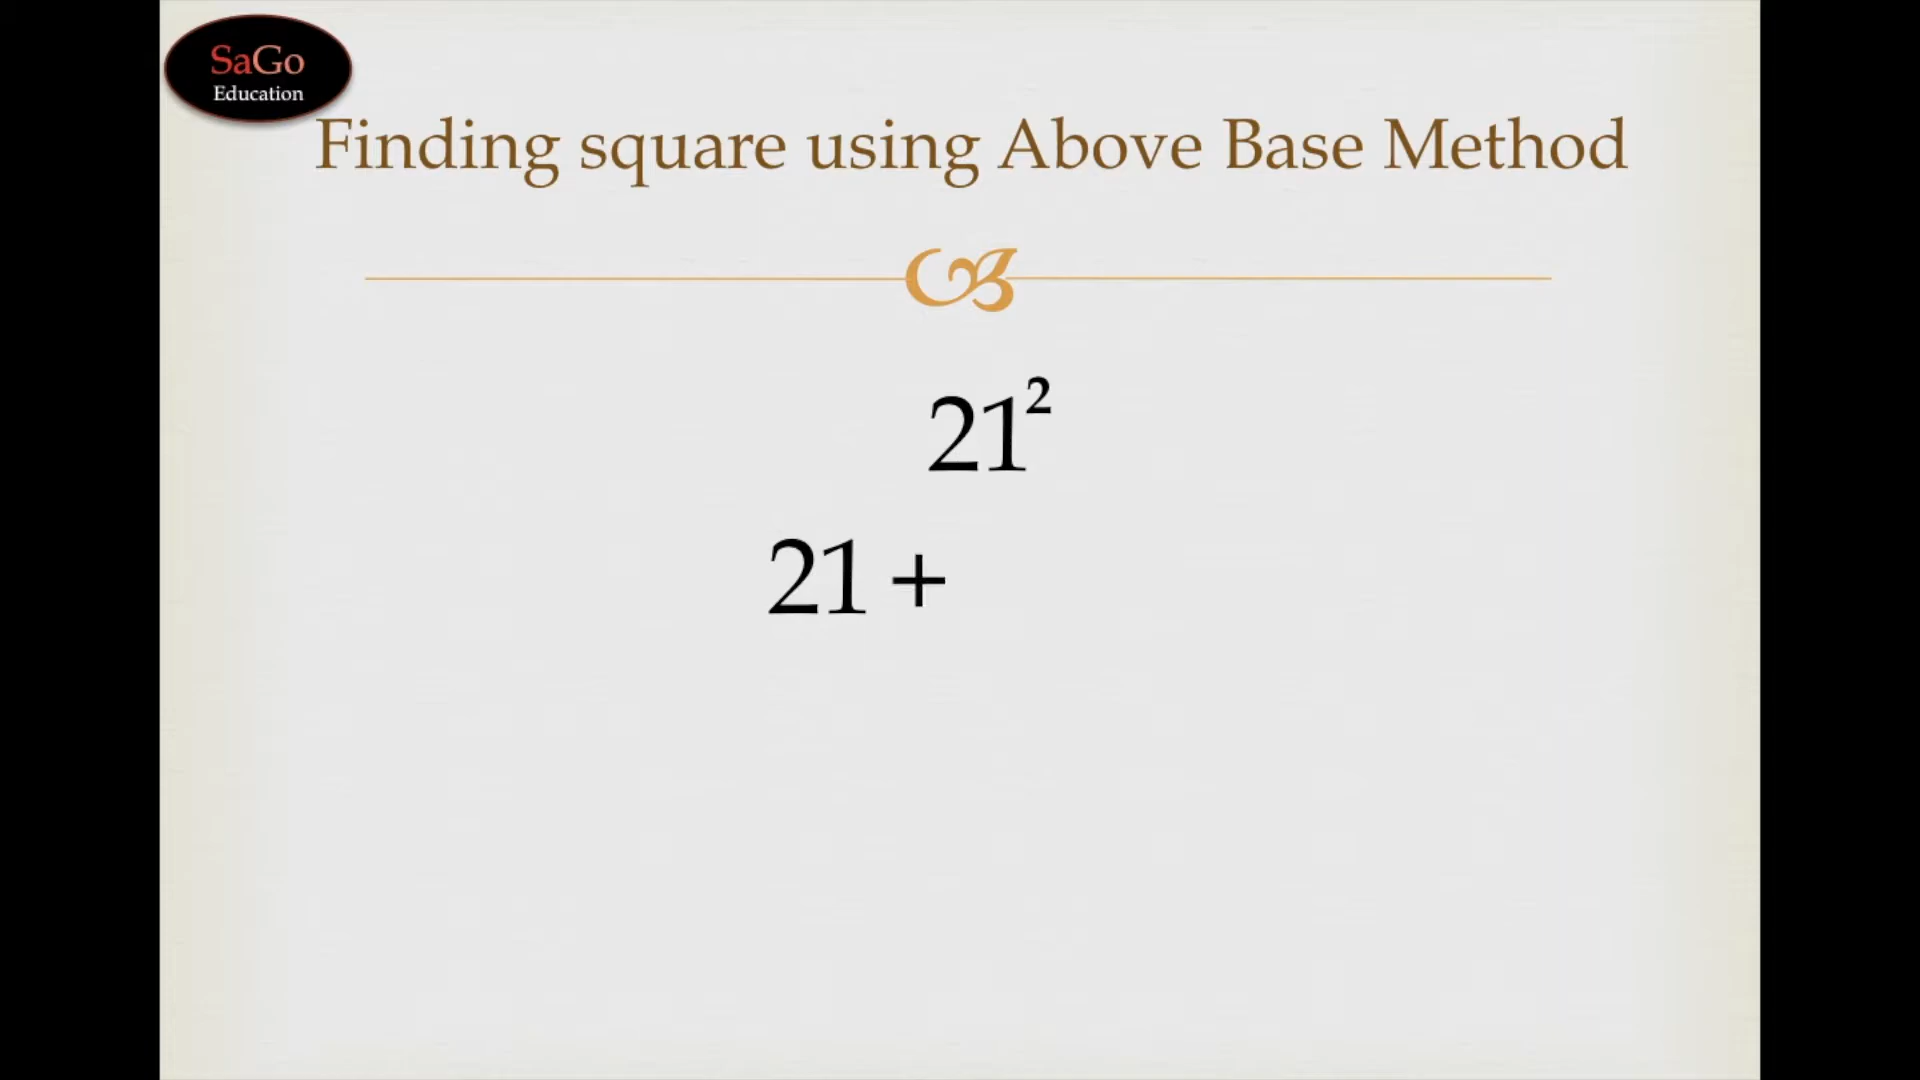 SaGo
Education
Finding square using Above Base Method
21²
21 +